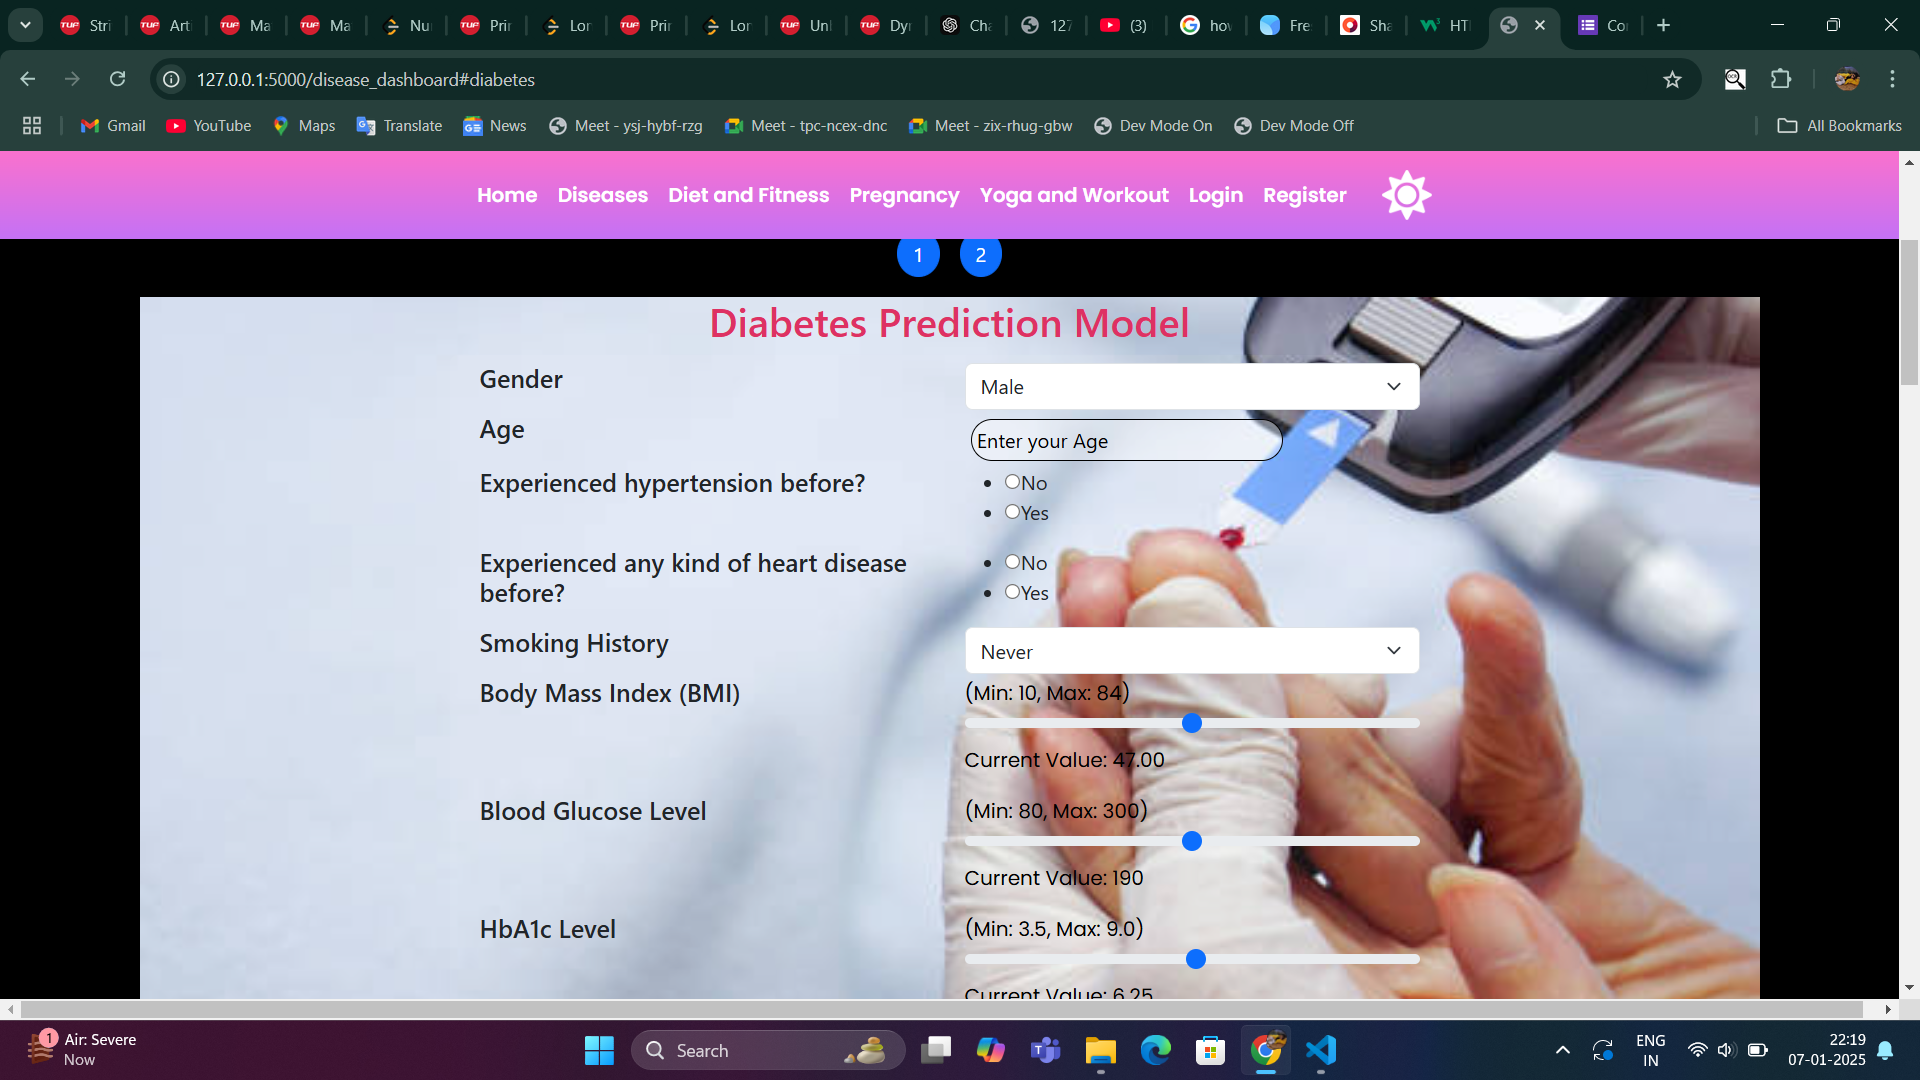 Stri
Art
Ma
Ma
Nu
Prir
Lor
Prir
Lor
Unl
Dyr
Cha
127
(3)
hov
Fre
Sha
HTI
Co
127.0.0.1:5000/disease_dashboard#diabetes
Gmail YouTube Maps Translate News Meet - ysj-hybf-rzg Meet - tpc-ncex-dnc Meet - zix-rhug-gbw Dev Mode On Dev Mode Off All Bookmarks
Home Diseases Diet and Fitness Pregnancy Yoga and Workout Login Register
1 2
Diabetes Prediction Model
Gender Male
Age Enter your Age
Experienced hypertension before? No
Yes
Experienced any kind of heart disease No
before? Yes
Smoking History Never
Body Mass Index (BMI) (Min: 10, Max: 84)
Current Value: 47.00
Blood Glucose Level (Min: 80, Max: 300)
Current Value: 190
HbA1c Level (Min: 3.5, Max: 9.0)
Current Value: 6.25
1 Air: Severe
Now
Search
ENG
IN
22:19
07-01-2025